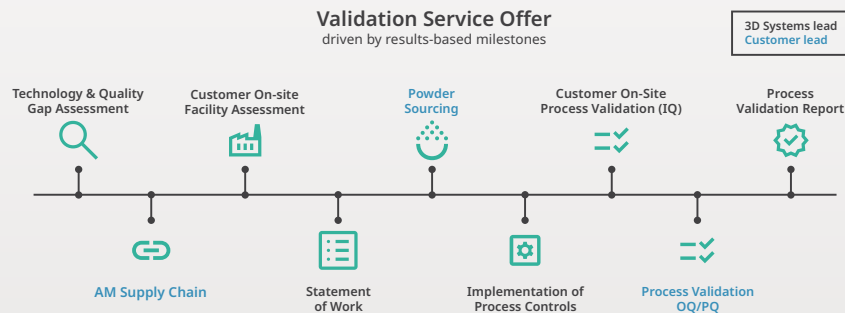 Validation Service Offer
driven by results-based milestones
3D Systems lead
Customer lead
Technology & Quality
Gap Assessment
Customer On-site
Facility Assessment
Powder
Sourcing
Customer On-Site
Process Validation (IQ)
Process
Validation Report
AM Supply Chain
Statement
of Work
Implementation of
Process Controls
Process Validation
OQ/PQ